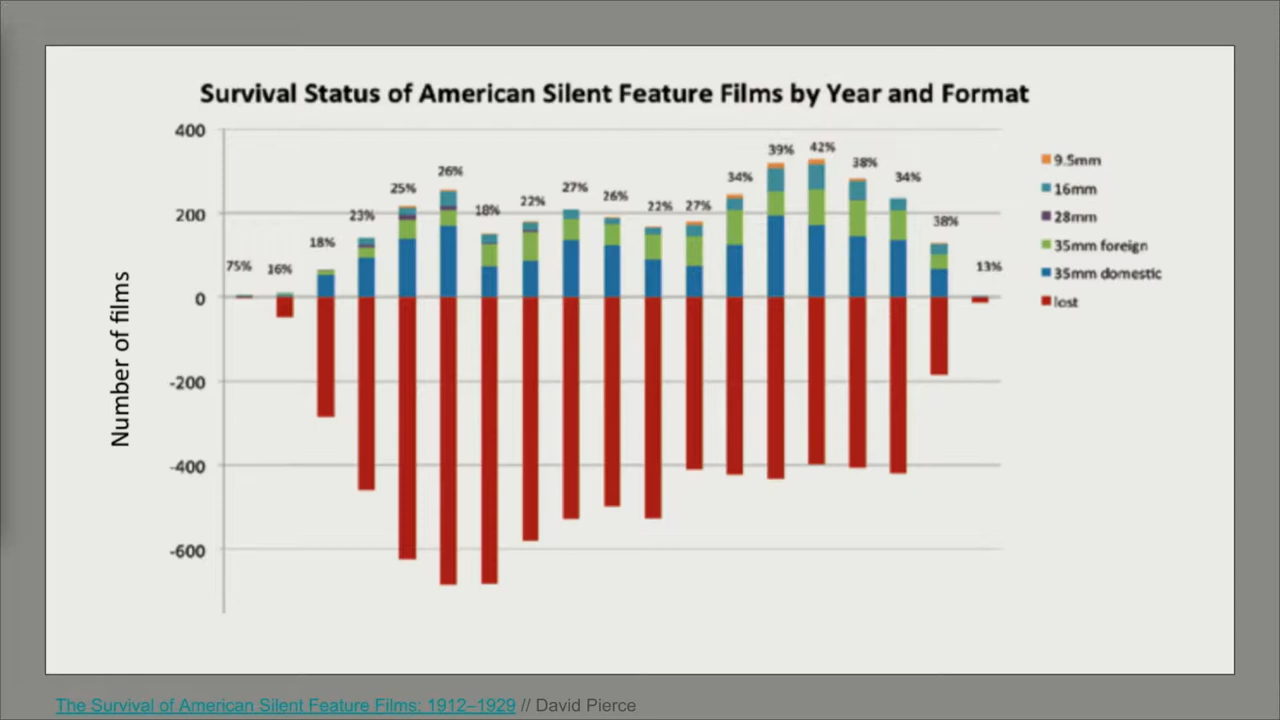 Survival Status of American Silent Feature Films by Year and Format
400
200
0
-200
-400
-600
Number of films
75%
16%
18%
23%
25%
26%
18%
22%
27%
26%
22%
27%
34%
39%
42%
38%
34%
38%
13%
9.5mm
16mm
28mm
35mm foreign
35mm domestic
lost
The Survival of American Silent Feature Films: 1912–1929 // David Pierce